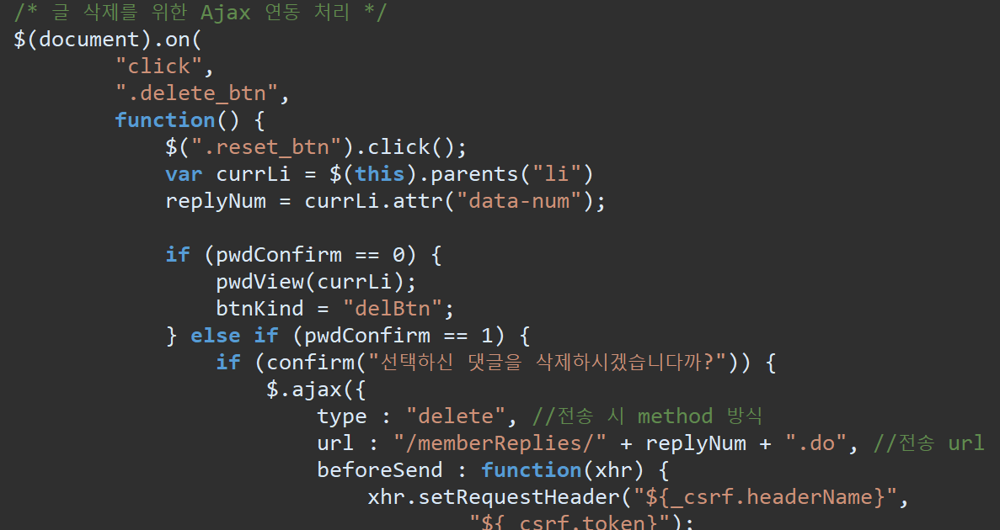 /* 글 삭제를 위한 Ajax 연동 처리 */
$(document).on(
"click",
".delete_btn",
function() {
$(".reset_btn").click();
var currLi = $(this).parents("li")
replyNum = currLi.attr("data-num");
if (pwdConfirm == 0) {
pwdView(currLi);
btnKind = "delBtn";
} else if (pwdConfirm == 1) {
if (confirm("선택하신 댓글을 삭제하시겠습니다까?")) {
$.ajax({
type : "delete", //전송 시 method 방식
url : "/memberReplies/" + replyNum + ".do", //전송 url
beforeSend : function(xhr) {
xhr.setRequestHeader("${_csrf.headerName}",
"${_csrf.token}");